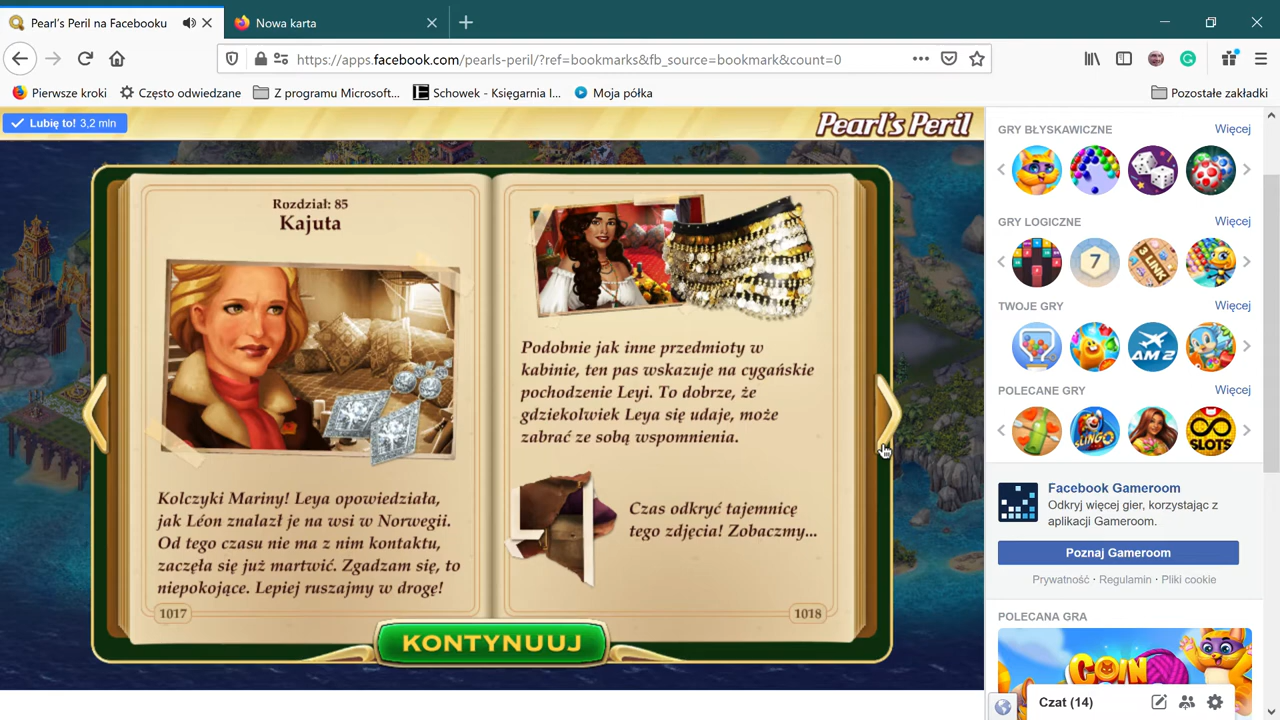 Pearl's Peril na Facebooku
Nowa karta
https://apps.facebook.com/pearls-peril/?ref=bookmarks&fb_source=bookmark&count=0
Pierwsze kroki
Często odwiedzane
Z programu Microsoft...
Schowek - Księgarnia I...
Moja półka
Pozostałe zakładki
Lubię to! 3,2 mln
Pearl's Peril
Rozdział: 85
Kajuta
Kolczyki Mariny! Leya opowiedziała,
jak Léon znalazł je na wsi w Norwegii.
Od tego czasu nie ma z nim kontaktu,
zaczęła się już martwić. Zgadzam się, to
niepokojące. Lepiej ruszajmy w drogę!
1017
Podobnie jak inne przedmioty w
kabinie, ten pas wskazuje na cygańskie
pochodzenie Leyi. To dobrze, że
gdziekolwiek Leya się udaje, może
zabrać ze sobą wspomnienia.
Czas odkryć tajemnicę
tego zdjęcia! Zobaczmy...
1018
KONTYNUUJ
GRY BŁYSKAWICZNE
Więcej
GRY LOGICZNE
Więcej
7
3 LINK
TWOJE GRY
Więcej
AM 2
POLECANE GRY
Więcej
SLINGO
SLOTS
Facebook Gameroom
Odkryj więcej gier, korzystając z
aplikacji Gameroom.
Poznaj Gameroom
Prywatność · Regulamin · Pliki cookie
POLECANA GRA
COIN
Czat (14)